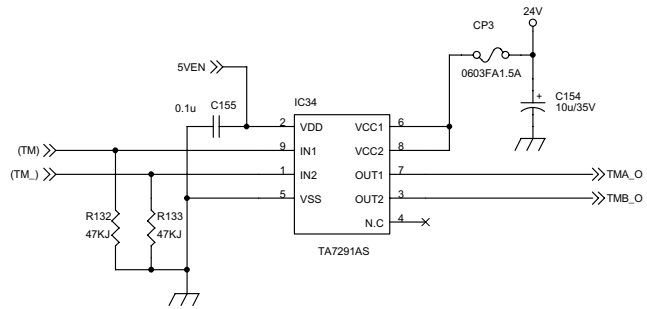 24V
CP3
5VEN
0603FA1.5A
C154
+
10u/35V
0.1u
C155
IC34
2 VDD VCC1 6
(TM) 9 IN1 VCC2 8
(TM_) 1 IN2 OUT1 7 TMA_O
5 VSS OUT2 3 TMB_O
R132
47KJ
R133
47KJ
N.C 4
TA7291AS